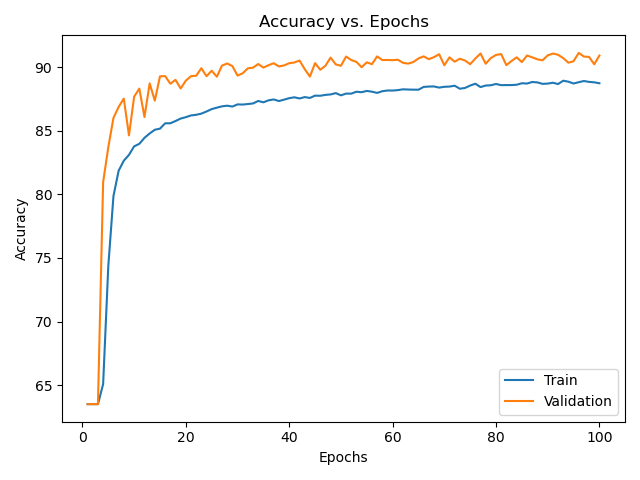 Accuracy vs. Epochs
90
85
80
75
70
65
Accuracy
0 20 40 60 80 100
Epochs
Train
Validation